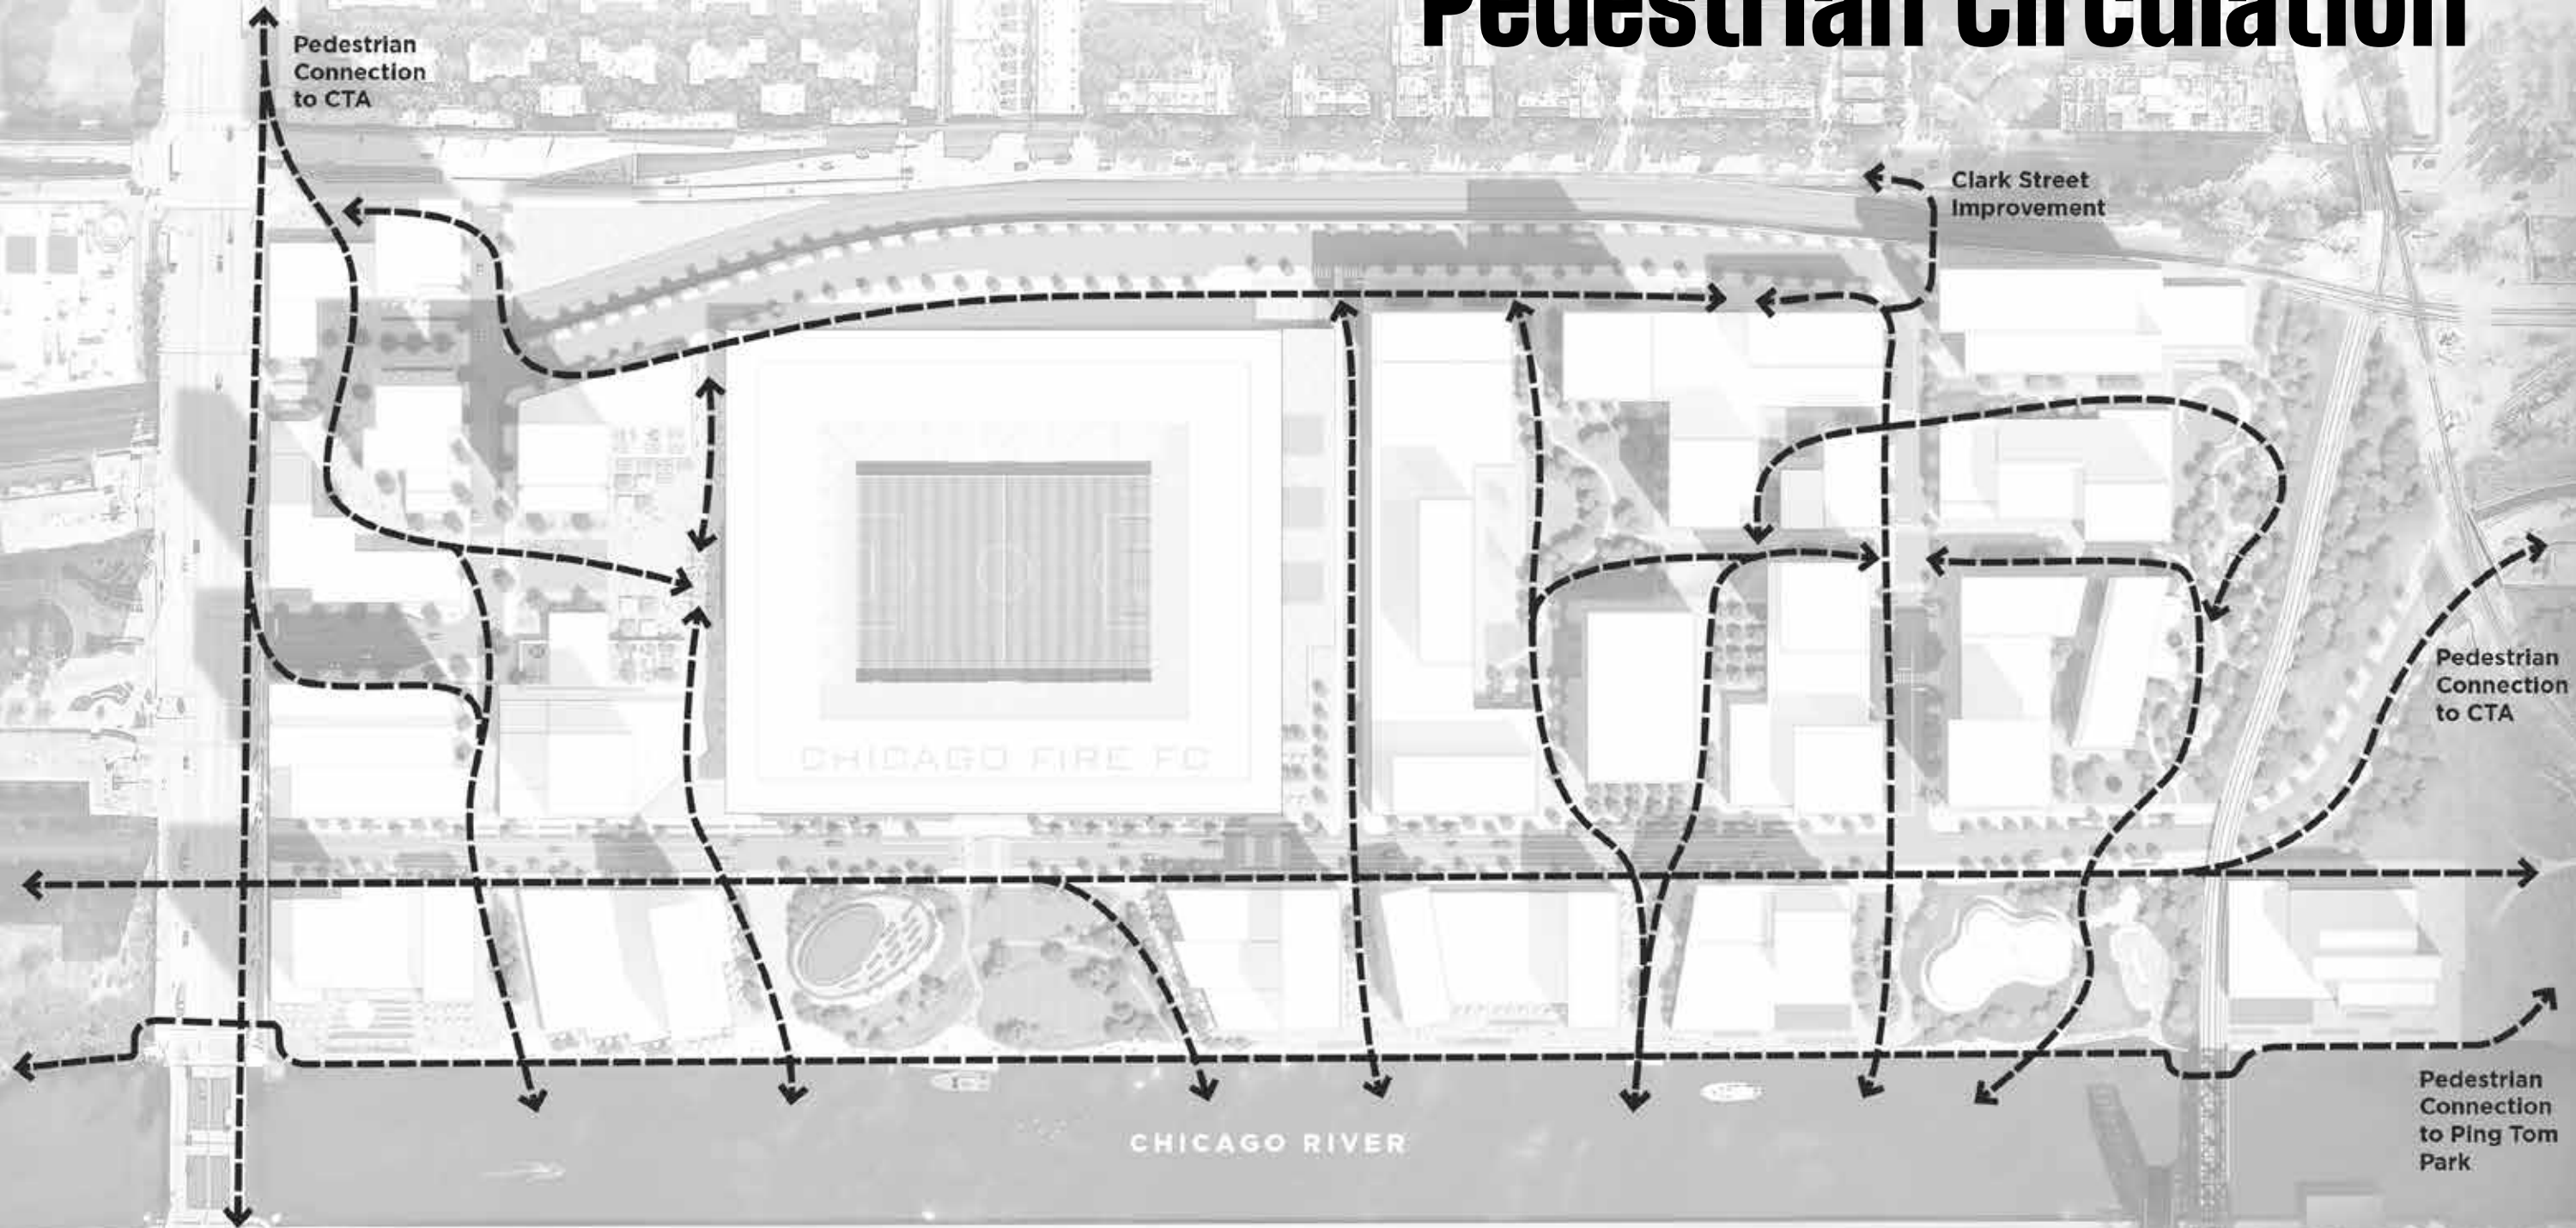 Pedestrian Circulation
Pedestrian
Connection
to CTA
Clark Street
Improvement
CHICAGO FIRE FC
Pedestrian
Connection
to CTA
CHICAGO RIVER
Pedestrian
Connection
to Ping Tom
Park